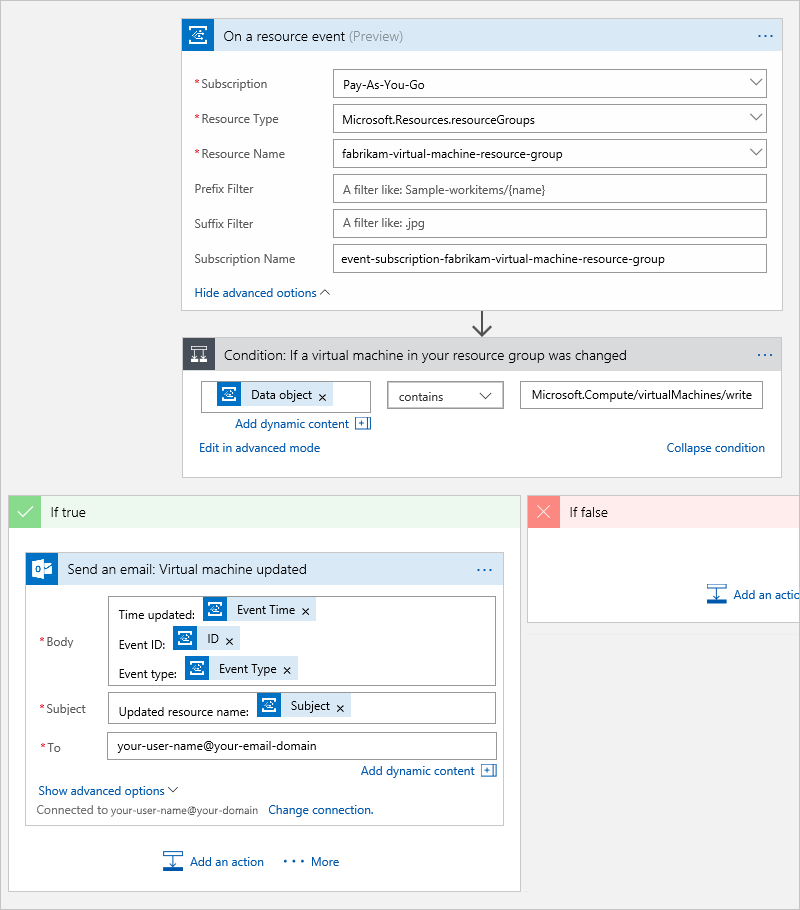 On a resource event (Preview)
*Subscription Pay-As-You-Go
*Resource Type Microsoft.Resources.resourceGroups
*Resource Name fabrikam-virtual-machine-resource-group
Prefix Filter A filter like: Sample-workitems/{name}
Suffix Filter A filter like: .jpg
Subscription Name event-subscription-fabrikam-virtual-machine-resource-group
Hide advanced options
Condition: If a virtual machine in your resource group was changed
Data object × contains Microsoft.Compute/virtualMachines/write
Add dynamic content
Edit in advanced mode Collapse condition
If true
Send an email: Virtual machine updated
*Body
Time updated: Event Time ×
Event ID: ID ×
Event type: Event Type ×
*Subject Updated resource name: Subject ×
*To your-user-name@your-email-domain
Add dynamic content
Show advanced options
Connected to your-user-name@your-domain Change connection.
Add an action ••• More
If false
Add an actio